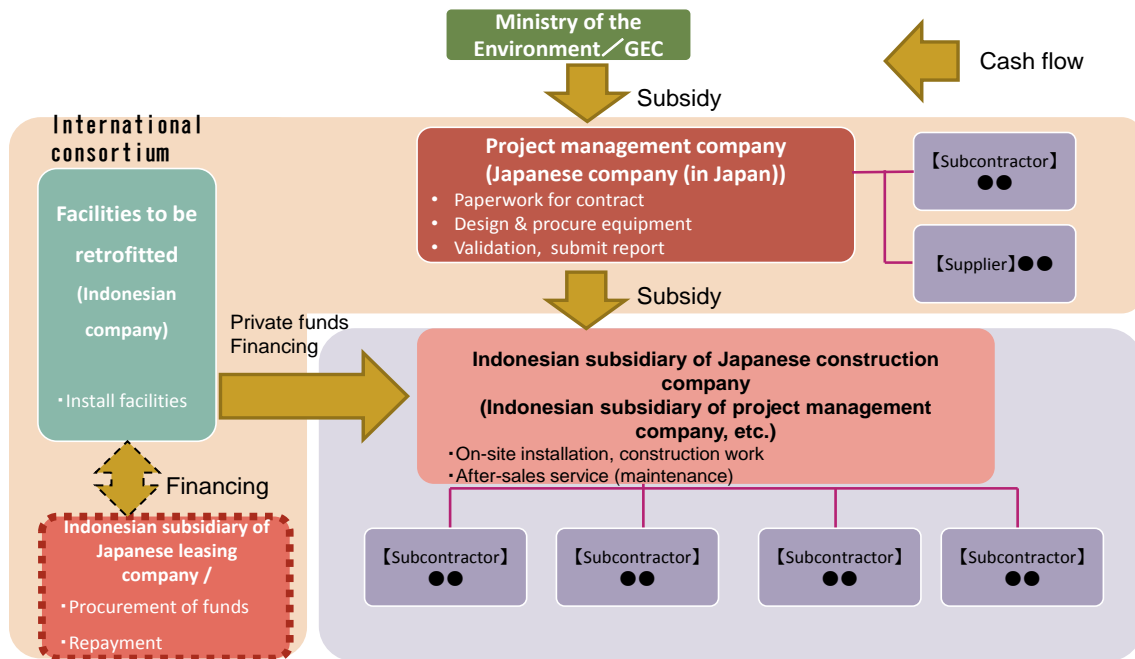 Ministry of the
Environment／GEC
Cash flow
Subsidy
International
consortium
Project management company
(Japanese company (in Japan))
• Paperwork for contract
• Design & procure equipment
• Validation, submit report
【Subcontractor】
●●
【Supplier】●●
Facilities to be
retrofitted
(Indonesian
company)
・Install facilities
Subsidy
Private funds
Financing
Indonesian subsidiary of Japanese construction
company
(Indonesian subsidiary of project management
company, etc.)
・On-site installation, construction work
・After-sales service (maintenance)
Financing
Indonesian subsidiary of
Japanese leasing
company /
・Procurement of funds
・Repayment
【Subcontractor】
●●
【Subcontractor】
●●
【Subcontractor】
●●
【Subcontractor】
●●